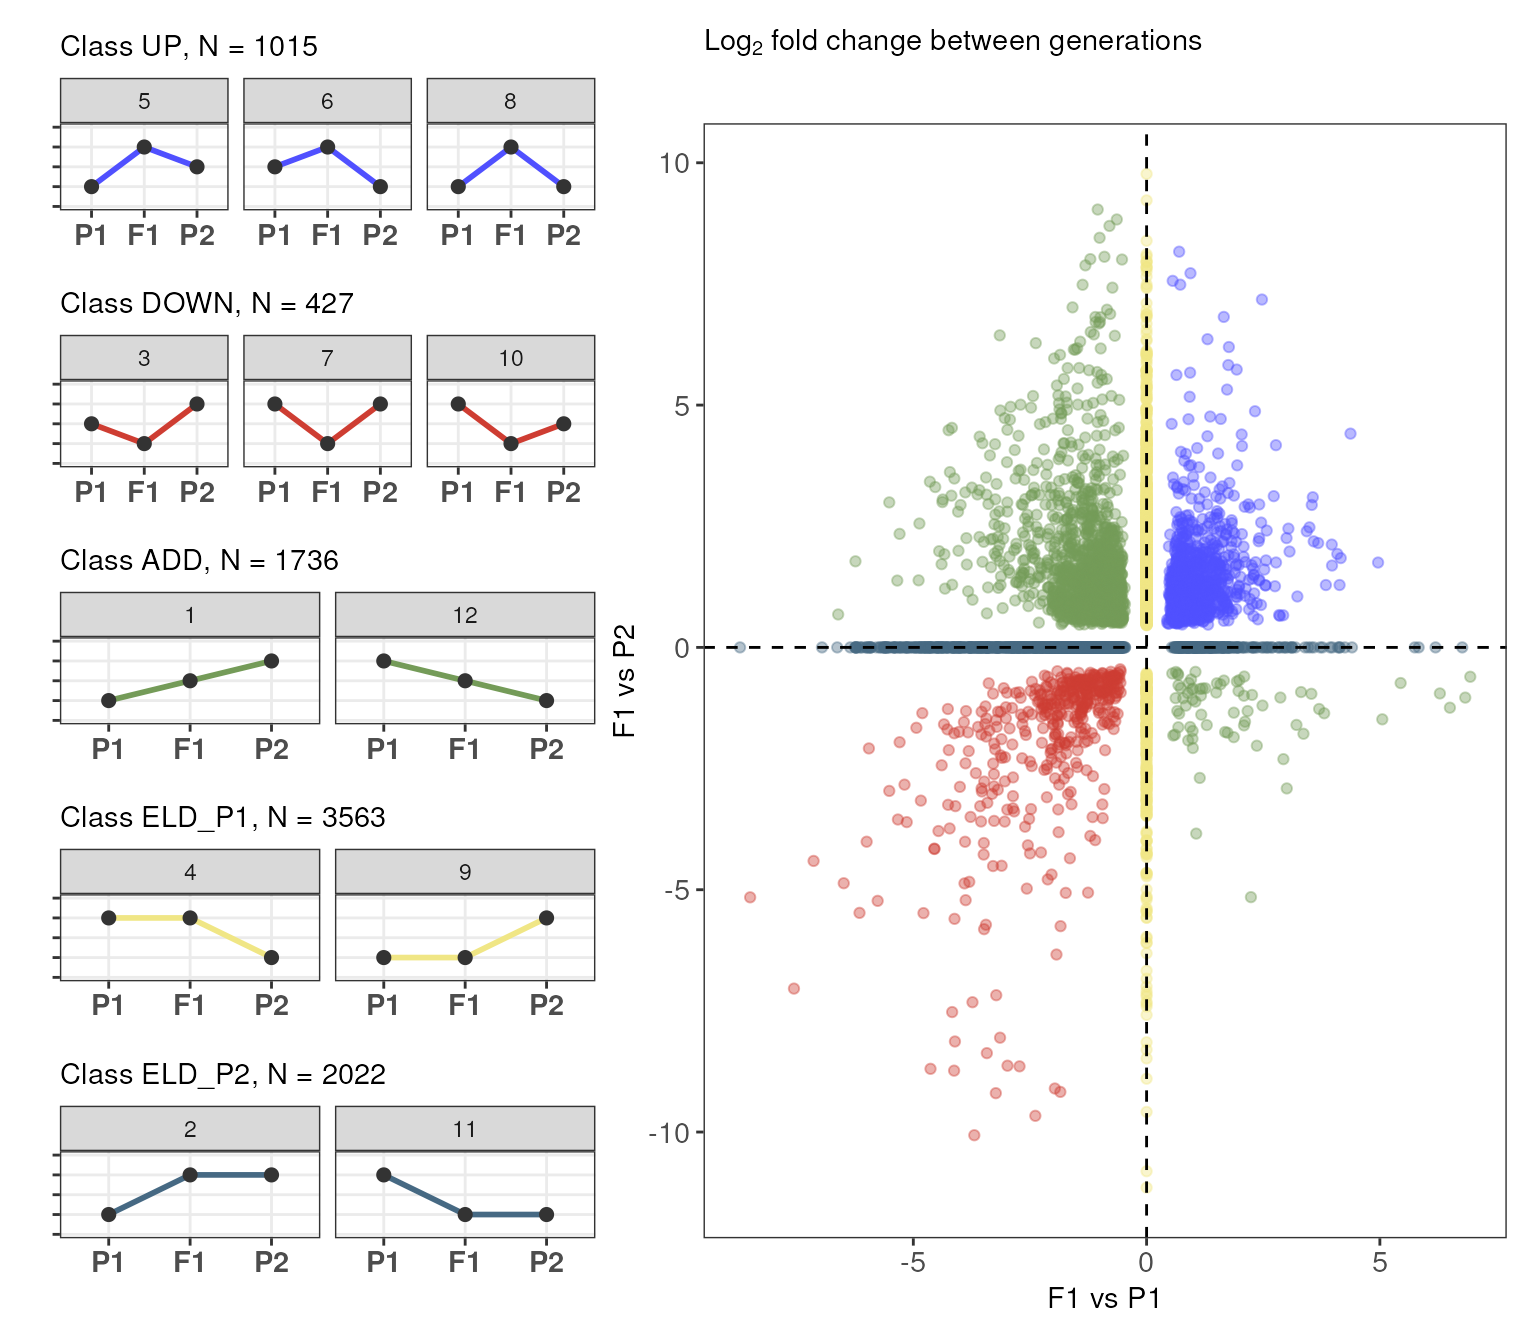 Class UP, N = 1015
5 6 8
P1 F1 P2 P1 F1 P2 P1 F1 P2
Class DOWN, N = 427
3 7 10
P1 F1 P2 P1 F1 P2 P1 F1 P2
Class ADD, N = 1736
1 12
P1 F1 P2 P1 F1 P2
Class ELD_P1, N = 3563
4 9
P1 F1 P2 P1 F1 P2
Class ELD_P2, N = 2022
2 11
P1 F1 P2 P1 F1 P2
Log₂ fold change between generations
F1 vs P2
10
5
0
-5
-10
-5 0 5
F1 vs P1